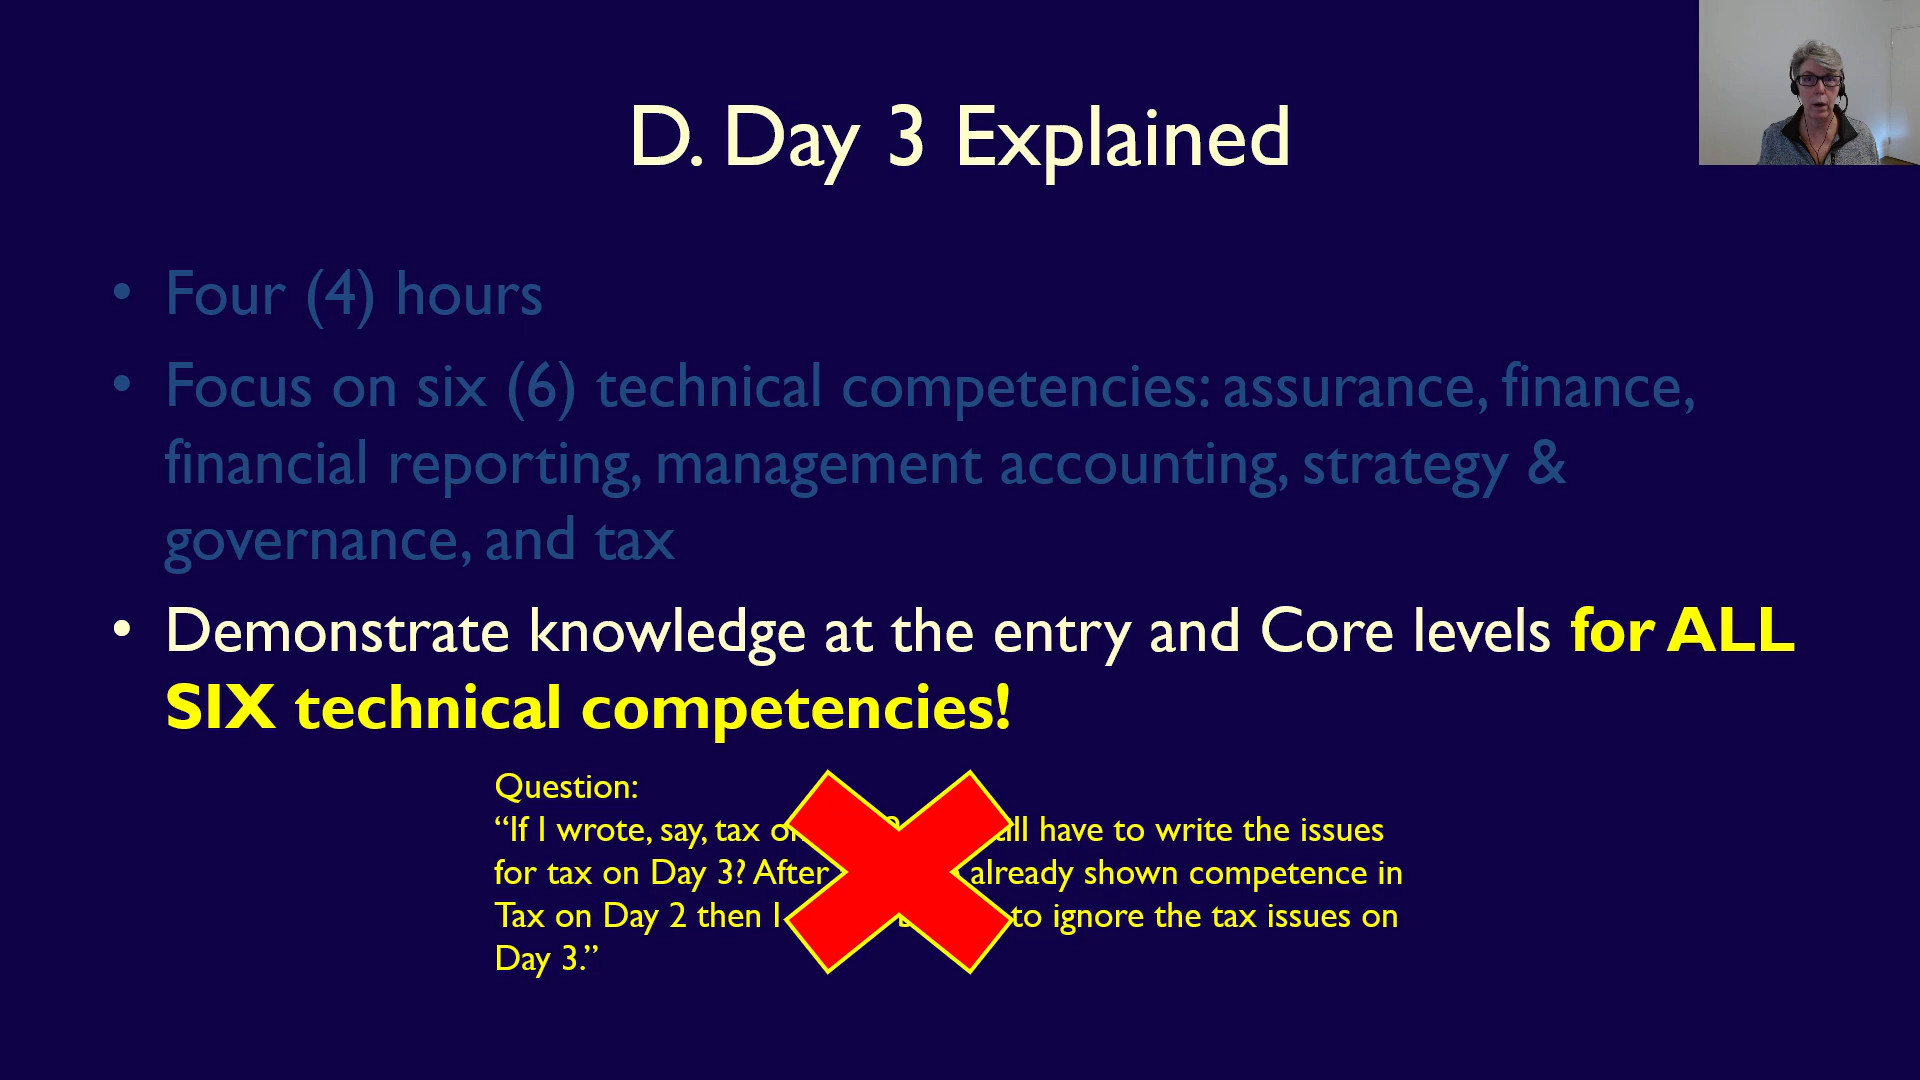 D. Day 3 Explained
• Four (4) hours
• Focus on six (6) technical competencies: assurance, finance,
financial reporting, management accounting, strategy &
governance, and tax
• Demonstrate knowledge at the entry and Core levels for ALL
SIX technical competencies!
Question:
“If I wrote, say, tax have to write the issues
for tax on Day 3? After already shown competence in
Tax on Day 2 then I to ignore the tax issues on
Day 3.”